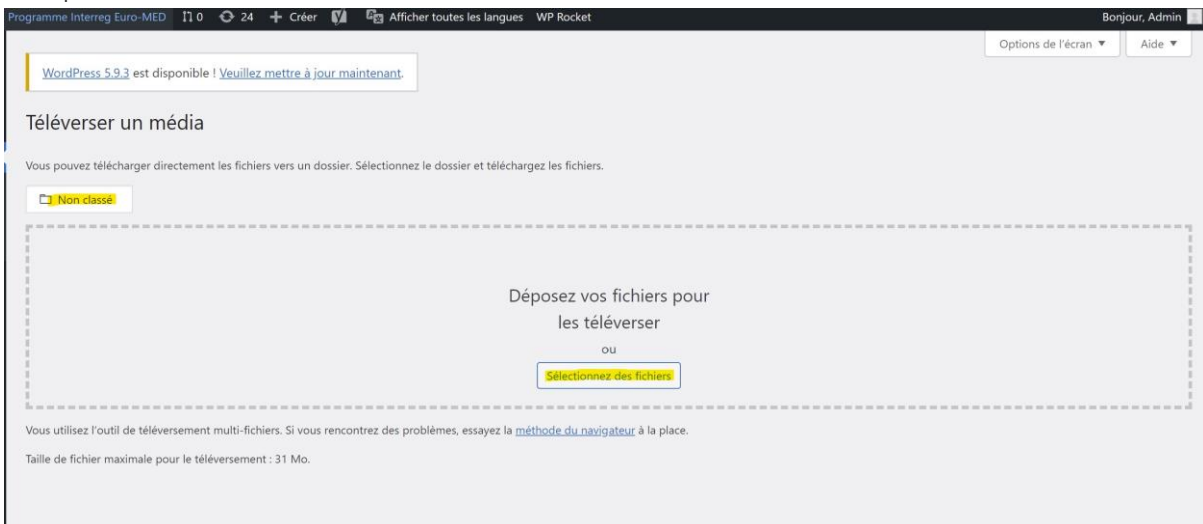 Programme Interreg Euro-MED 0 24 + Créer Afficher toutes les langues WP Rocket Bonjour, Admin
Options de l'écran ▼ Aide ▼
WordPress 5.9.3 est disponible ! Veuillez mettre à jour maintenant.
Téléverser un média
Vous pouvez télécharger directement les fichiers vers un dossier. Sélectionnez le dossier et téléchargez les fichiers.
Non classé
Déposez vos fichiers pour
les téléverser
ou
Sélectionnez des fichiers
Vous utilisez l'outil de téléversement multi-fichiers. Si vous rencontrez des problèmes, essayez la méthode du navigateur à la place.
Taille de fichier maximale pour le téléversement : 31 Mo.